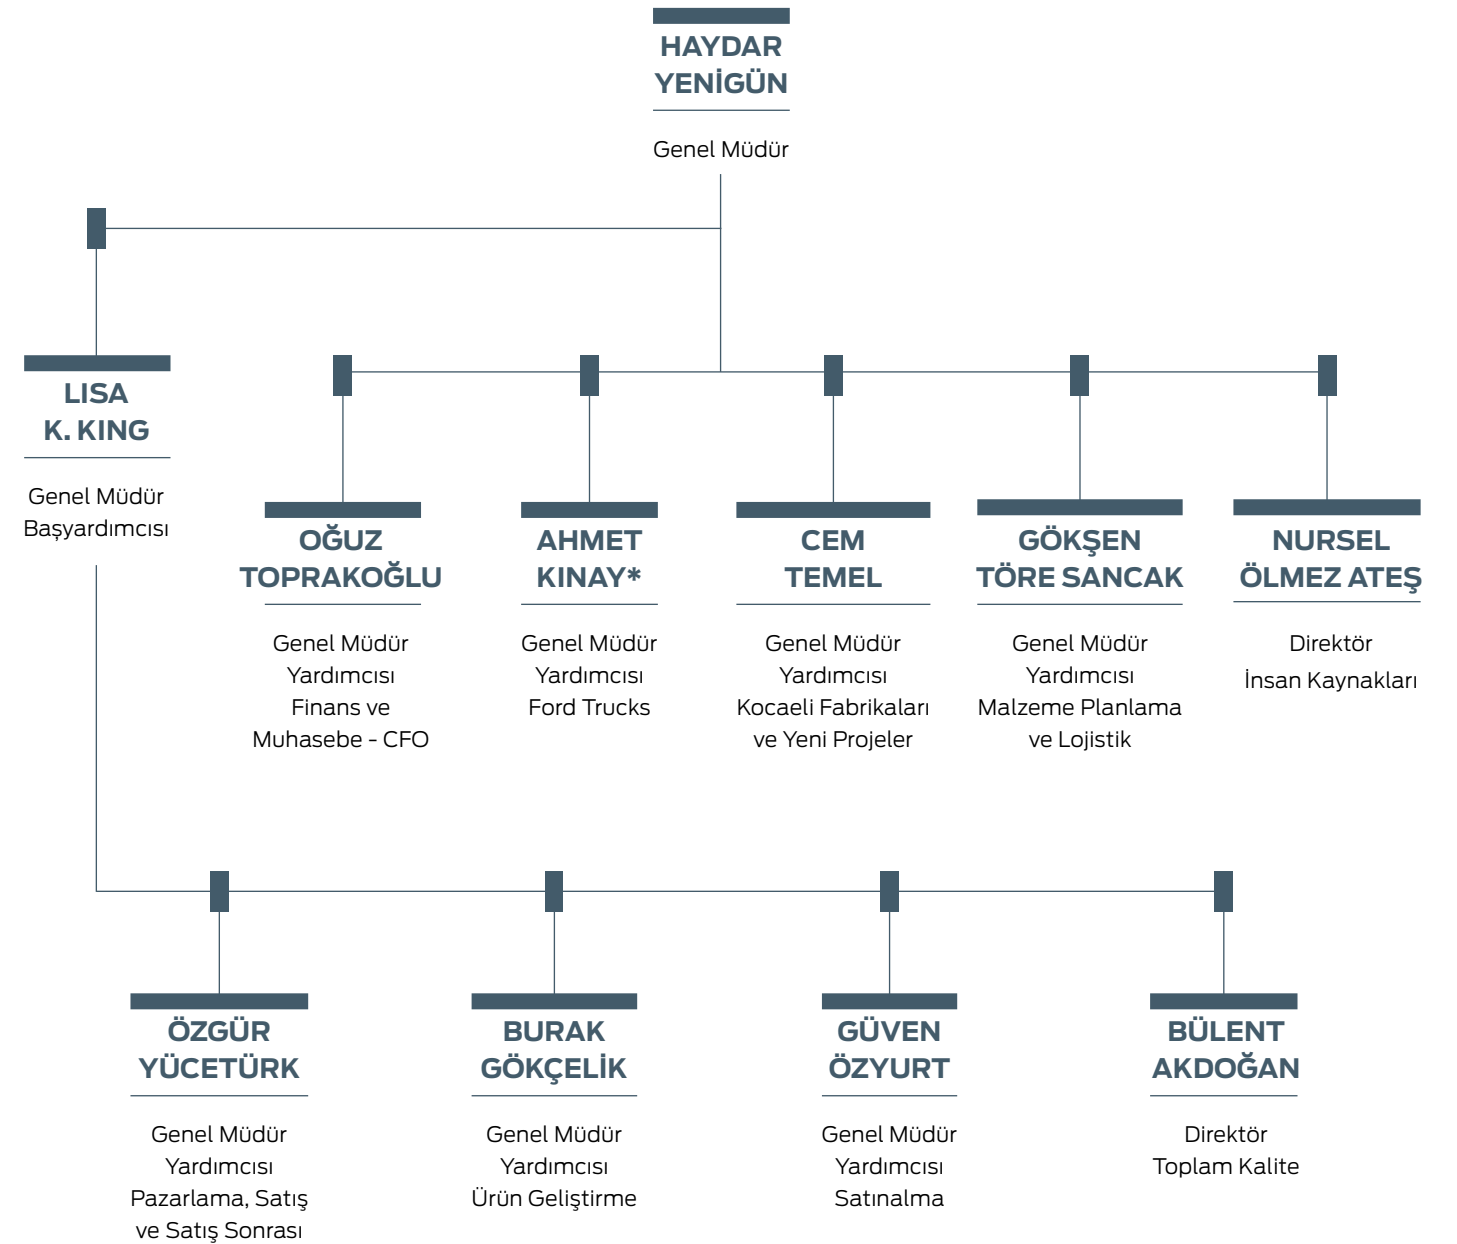 HAYDAR
YENİGÜN
Genel Müdür
LISA
K. KING
Genel Müdür
Başyardımcısı
OĞUZ
TOPRAKOĞLU
Genel Müdür
Yardımcısı
Finans ve
Muhasebe - CFO
AHMET
KINAY*
Genel Müdür
Yardımcısı
Ford Trucks
CEM
TEMEL
Genel Müdür
Yardımcısı
Kocaeli Fabrikaları
ve Yeni Projeler
GÖKŞEN
TÖRE SANCAK
Genel Müdür
Yardımcısı
Malzeme Planlama
ve Lojistik
NURSEL
ÖLMEZ ATEŞ
Direktör
İnsan Kaynakları
ÖZGÜR
YÜCETÜRK
Genel Müdür
Yardımcısı
Pazarlama, Satış
ve Satış Sonrası
BURAK
GÖKÇELİK
Genel Müdür
Yardımcısı
Ürün Geliştirme
GÜVEN
ÖZYURT
Genel Müdür
Yardımcısı
Satınalma
BÜLENT
AKDOĞAN
Direktör
Toplam Kalite